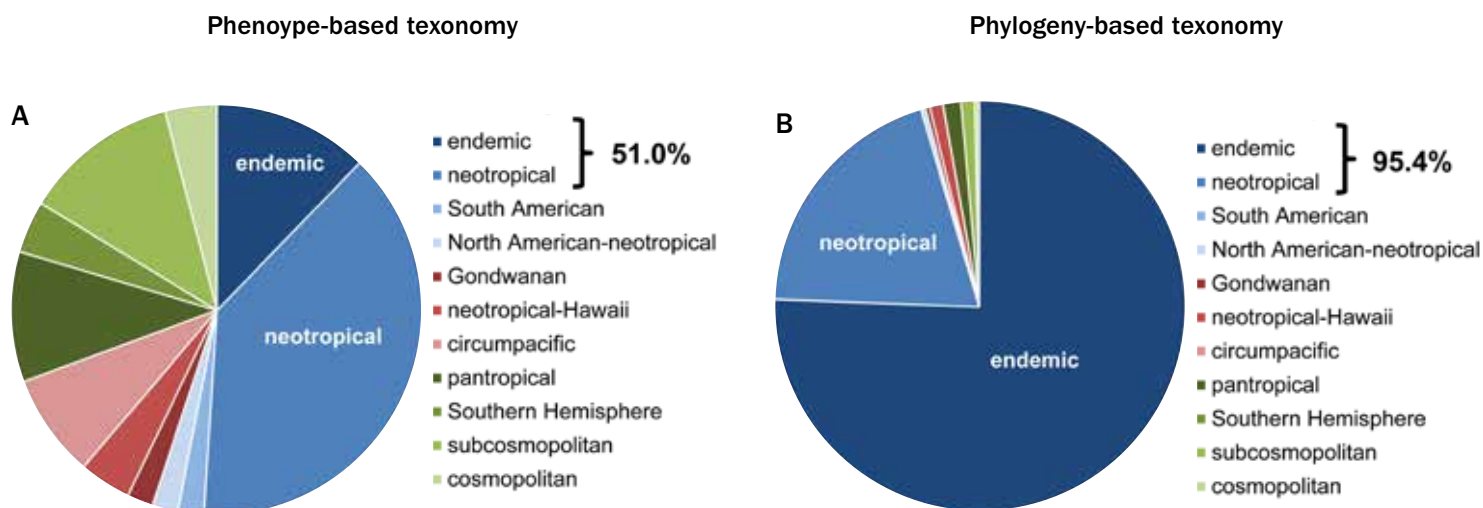 Phenoype-based texonomy
A
endemic
neotropical
endemic
neotropical
51.0%
South American
North American-neotropical
Gondwanan
neotropical-Hawaii
circumpacific
pantropical
Southern Hemisphere
subcosmopolitan
cosmopolitan
Phylogeny-based texonomy
B
neotropical
endemic
endemic
neotropical
95.4%
South American
North American-neotropical
Gondwanan
neotropical-Hawaii
circumpacific
pantropical
Southern Hemisphere
subcosmopolitan
cosmopolitan